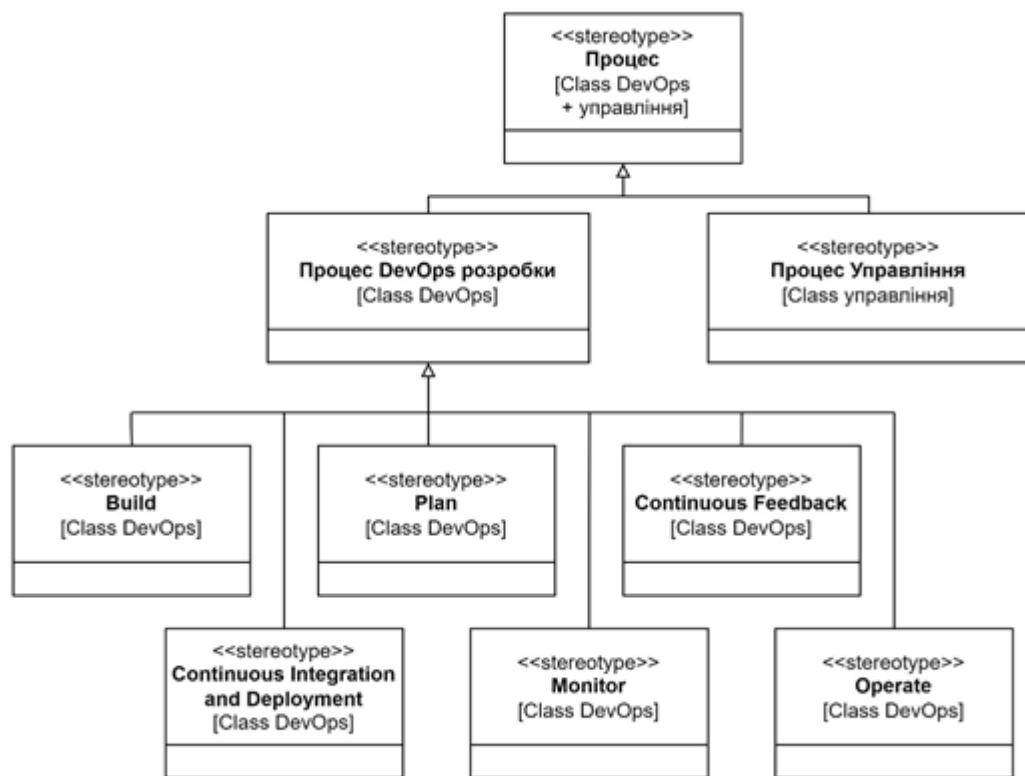 <<stereotype>>
Процес
[Class DevOps
+ управління]
<<stereotype>>
Процес DevOps розробки
[Class DevOps]
<<stereotype>>
Процес Управління
[Class управління]
<<stereotype>>
Build
[Class DevOps]
<<stereotype>>
Plan
[Class DevOps]
<<stereotype>>
Continuous Feedback
[Class DevOps]
<<stereotype>>
Continuous Integration
and Deployment
[Class DevOps]
<<stereotype>>
Monitor
[Class DevOps]
<<stereotype>>
Operate
[Class DevOps]